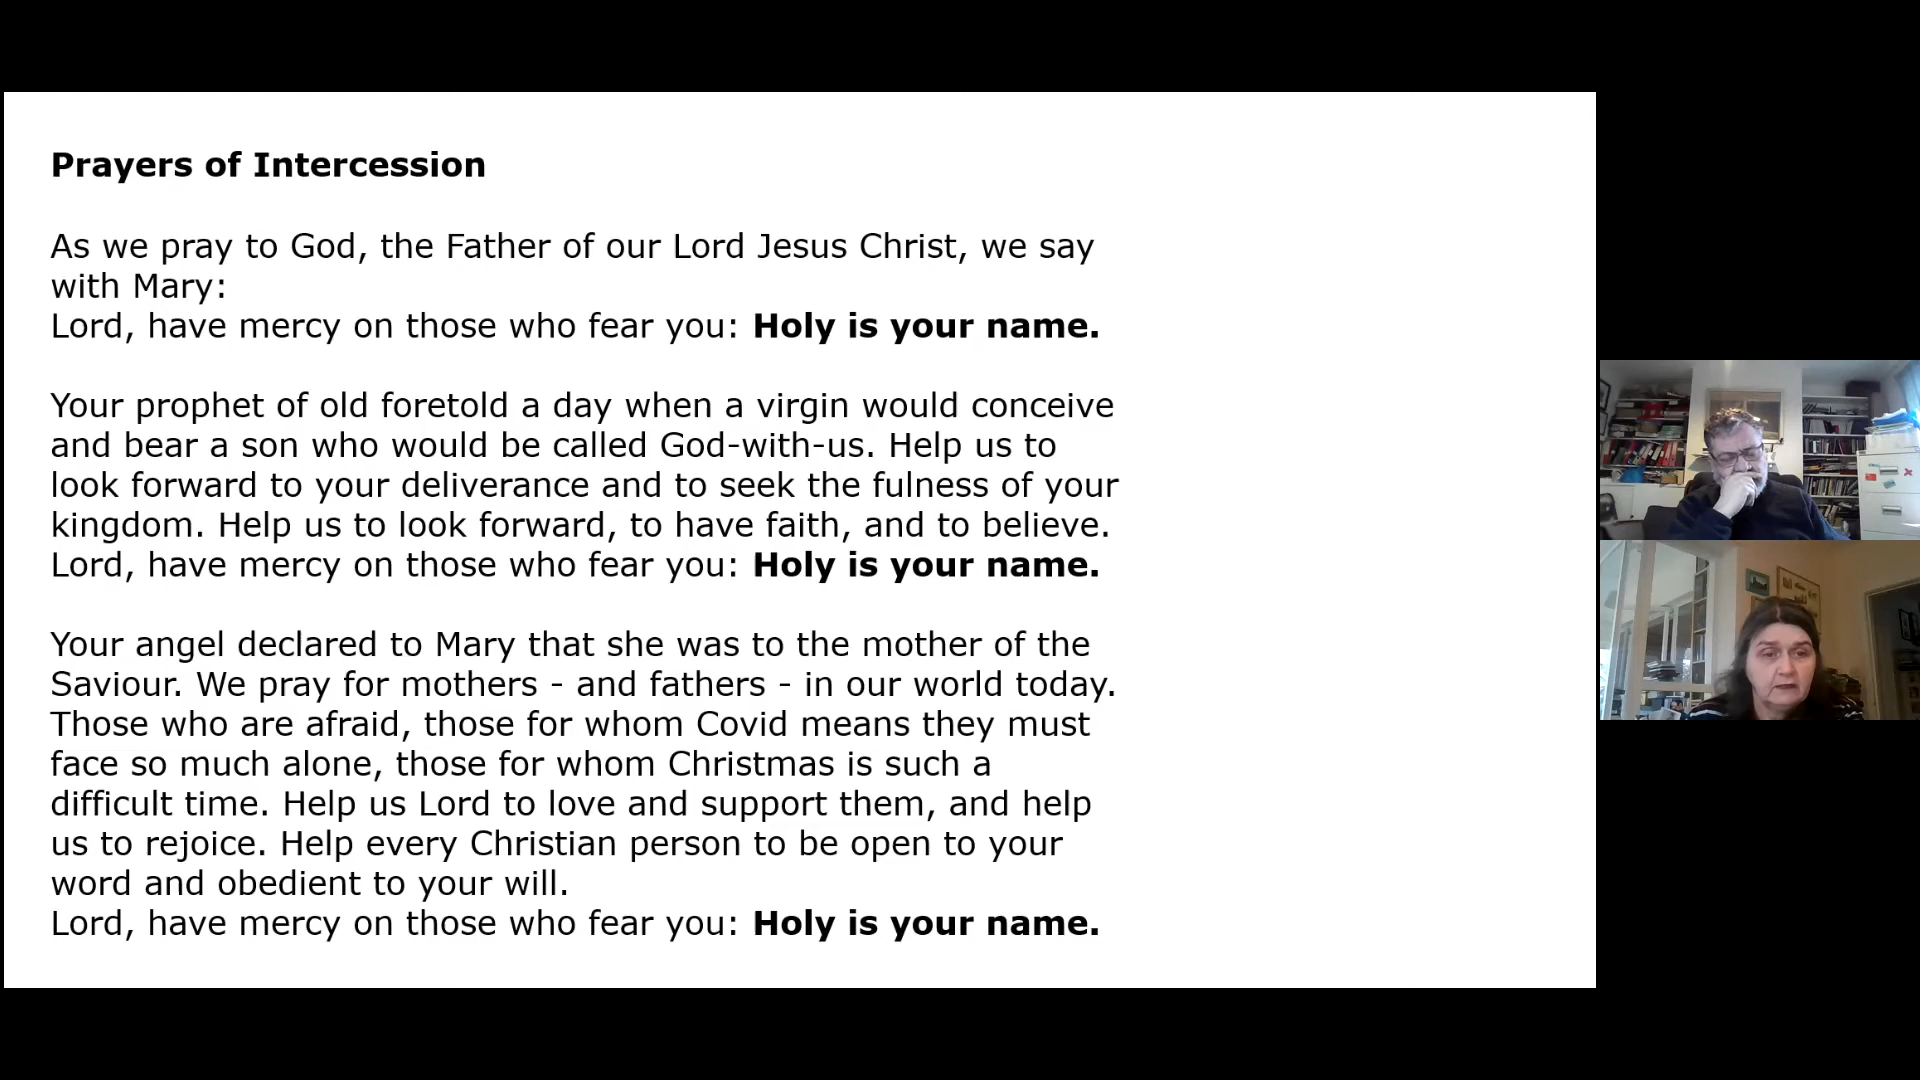 Prayers of Intercession
As we pray to God, the Father of our Lord Jesus Christ, we say
with Mary:
Lord, have mercy on those who fear you: Holy is your name.
Your prophet of old foretold a day when a virgin would conceive
and bear a son who would be called God-with-us. Help us to
look forward to your deliverance and to seek the fulness of your
kingdom. Help us to look forward, to have faith, and to believe.
Lord, have mercy on those who fear you: Holy is your name.
Your angel declared to Mary that she was to the mother of the
Saviour. We pray for mothers - and fathers - in our world today.
Those who are afraid, those for whom Covid means they must
face so much alone, those for whom Christmas is such a
difficult time. Help us Lord to love and support them, and help
us to rejoice. Help every Christian person to be open to your
word and obedient to your will.
Lord, have mercy on those who fear you: Holy is your name.